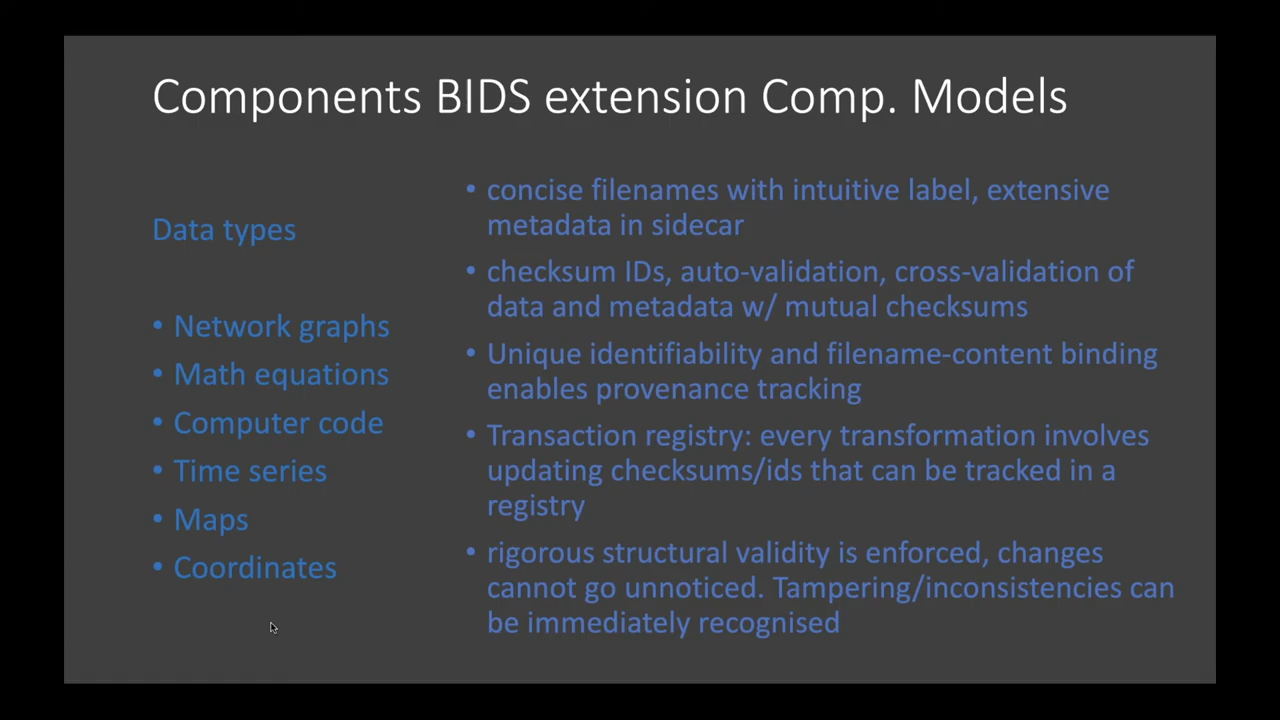 Components BIDS extension Comp. Models
Data types
• Network graphs
• Math equations
• Computer code
• Time series
• Maps
• Coordinates
• concise filenames with intuitive label, extensive
metadata in sidecar
• checksum IDs, auto-validation, cross-validation of
data and metadata w/ mutual checksums
• Unique identifiability and filename-content binding
enables provenance tracking
• Transaction registry: every transformation involves
updating checksums/ids that can be tracked in a
registry
• rigorous structural validity is enforced, changes
cannot go unnoticed. Tampering/inconsistencies can
be immediately recognised